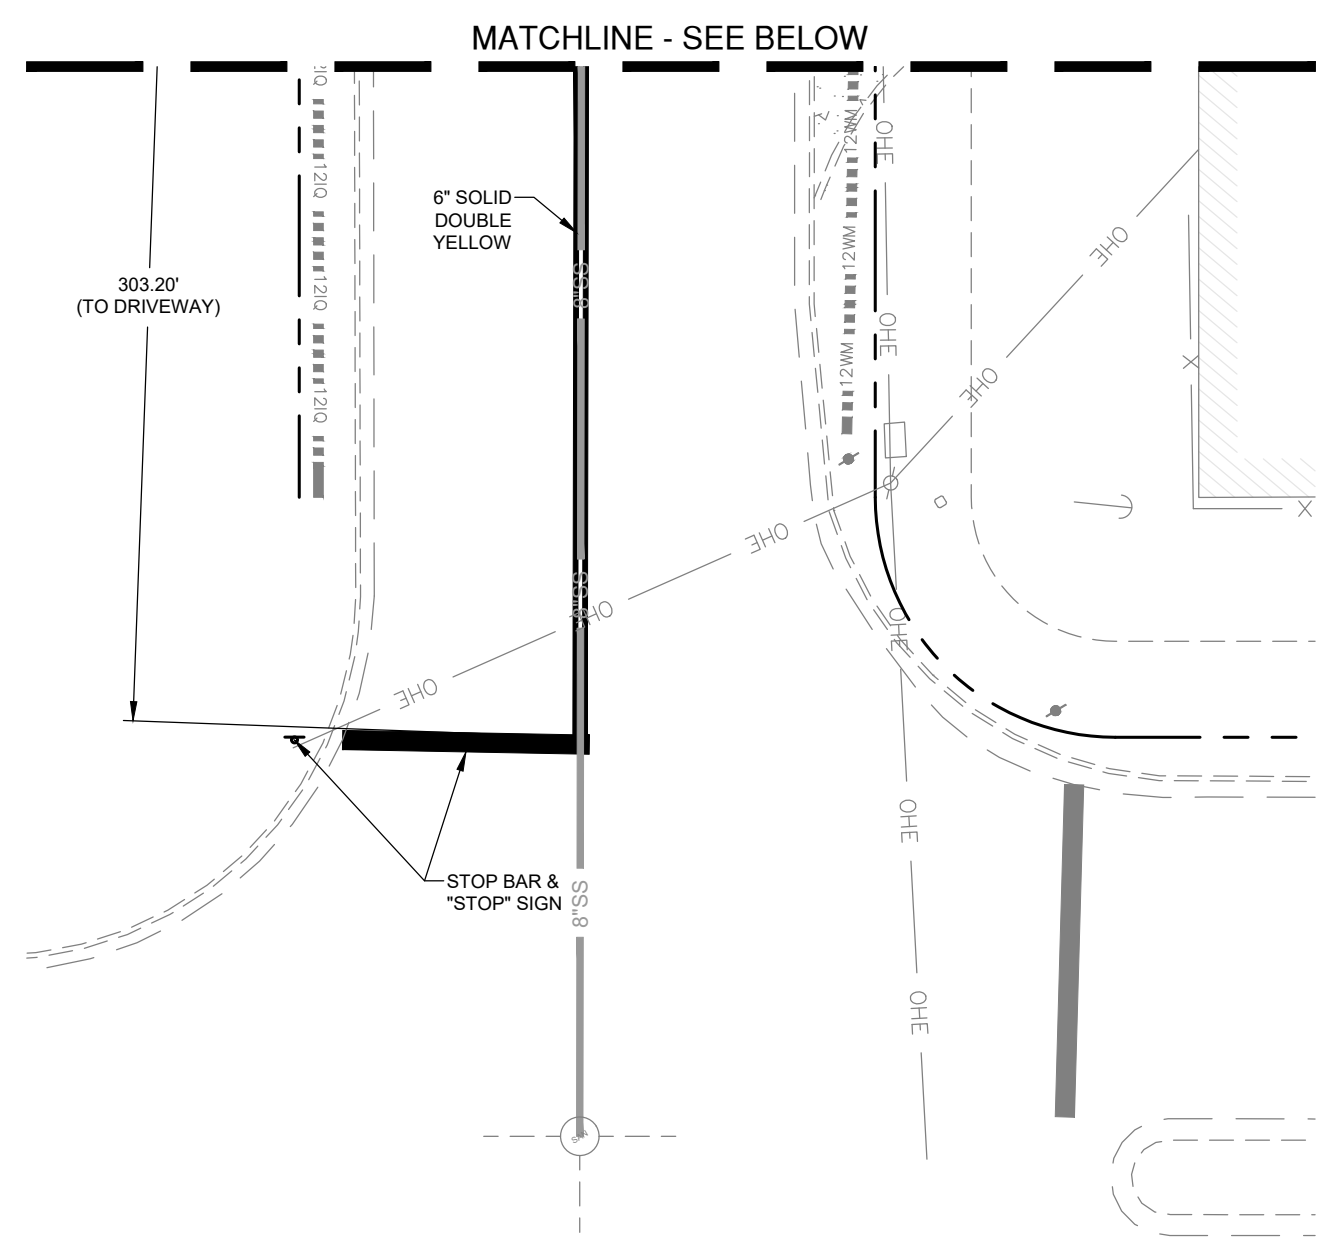 MATCHLINE - SEE BELOW
12IQ
12WM
OHE
6" SOLID
DOUBLE
YELLOW
12IQ
12WM
OHE
8"SS
303.20'
(TO DRIVEWAY)
12IQ
OHE
12WM
OHE
X
12IQ
X
OHE
8"SS
OHE
OHE
OHE
OHE
STOP BAR &
"STOP" SIGN
8"SS
OHE